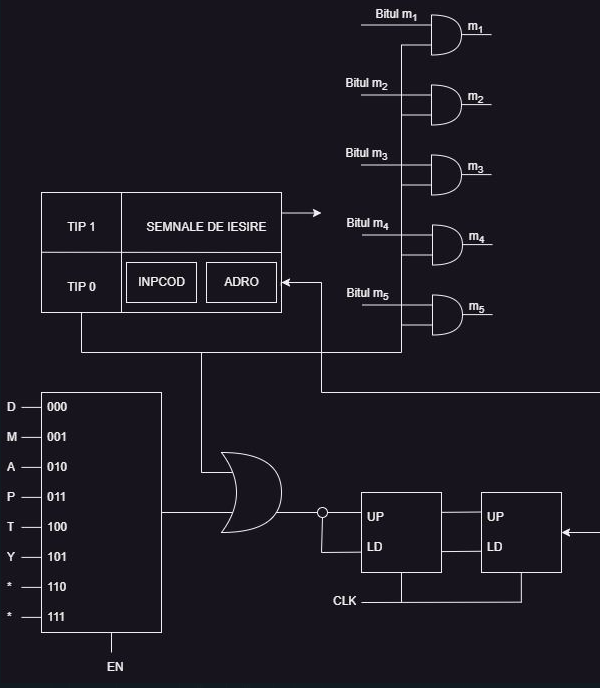 Bitul m1
m1
Bitul m2
m2
Bitul m3
m3
Bitul m4
m4
Bitul m5
m5
TIP 1
SEMNALE DE IESIRE
TIP 0
INPCOD
ADRO
D
000
M
001
A
010
P
011
T
100
Y
101
*
110
*
111
EN
UP
LD
UP
LD
CLK